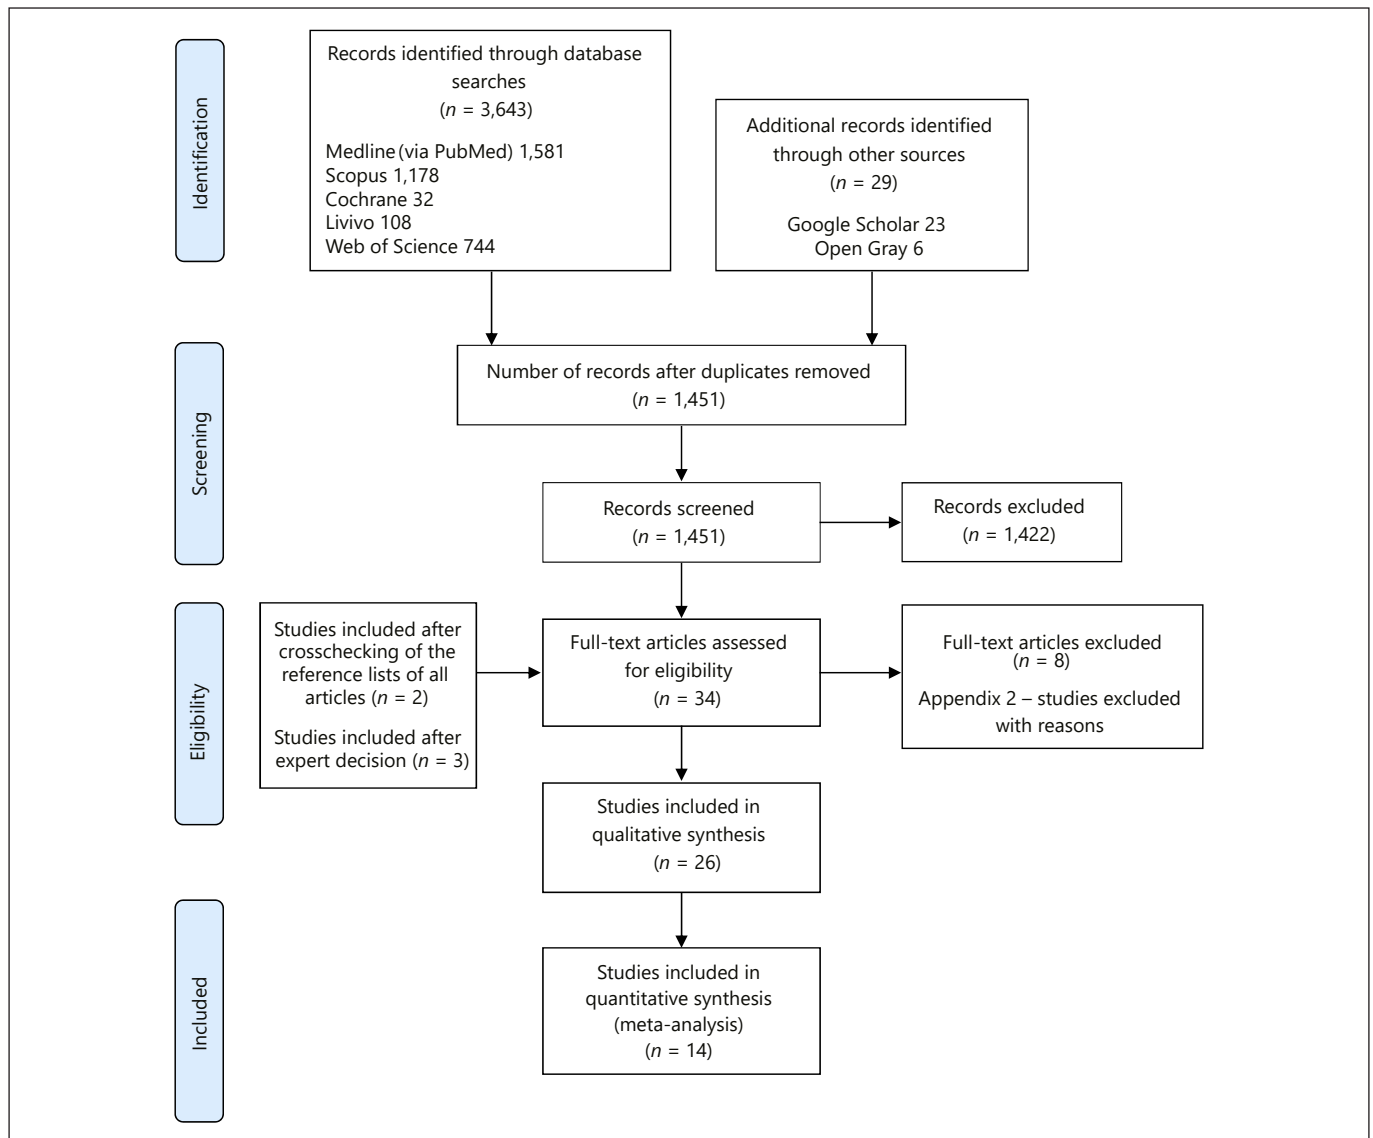 Identification
Records identified through database
searches
(n = 3,643)
Medline (via PubMed) 1,581
Scopus 1,178
Cochrane 32
Livivo 108
Web of Science 744
Additional records identified
through other sources
(n = 29)
Google Scholar 23
Open Gray 6
Screening
Number of records after duplicates removed
(n = 1,451)
Records screened
(n = 1,451)
Records excluded
(n = 1,422)
Eligibility
Studies included after
crosschecking of the
reference lists of all
articles (n = 2)
Studies included after
expert decision (n = 3)
Full-text articles assessed
for eligibility
(n = 34)
Full-text articles excluded
(n = 8)
Appendix 2 – studies excluded
with reasons
Studies included in
qualitative synthesis
(n = 26)
Included
Studies included in
quantitative synthesis
(meta-analysis)
(n = 14)